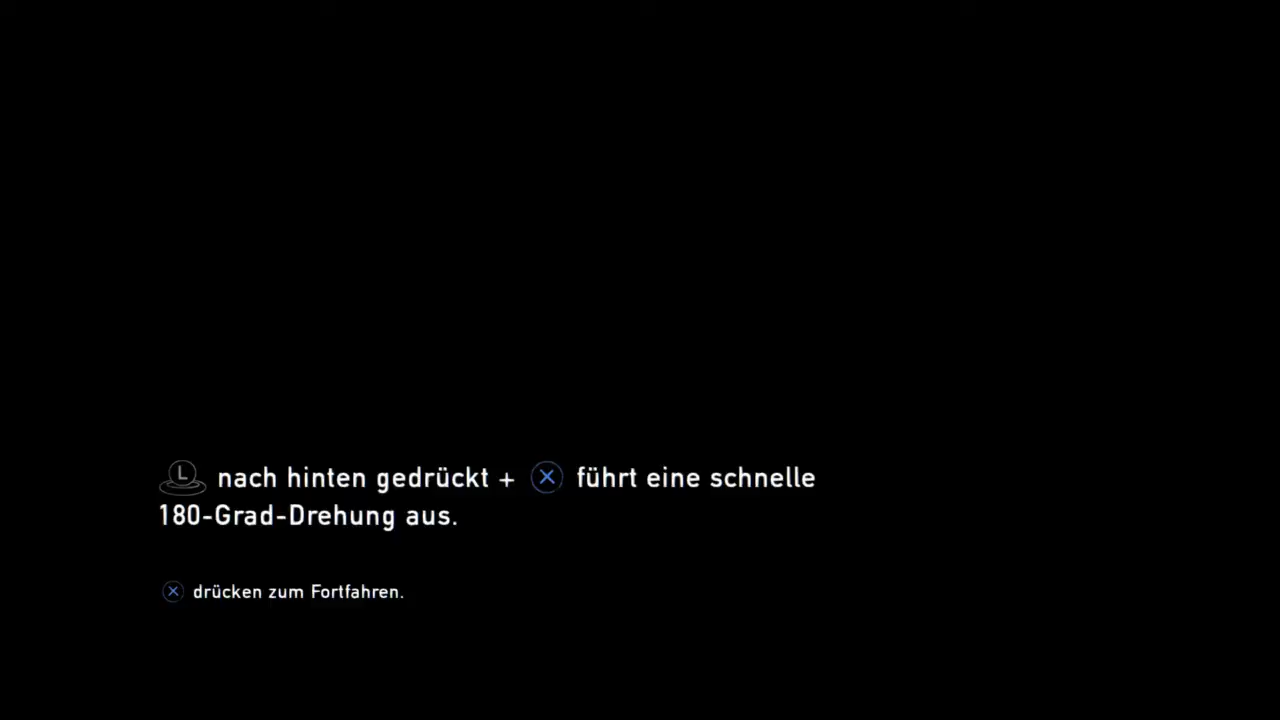 L nach hinten gedrückt + X führt eine schnelle
180-Grad-Drehung aus.
X drücken zum Fortfahren.